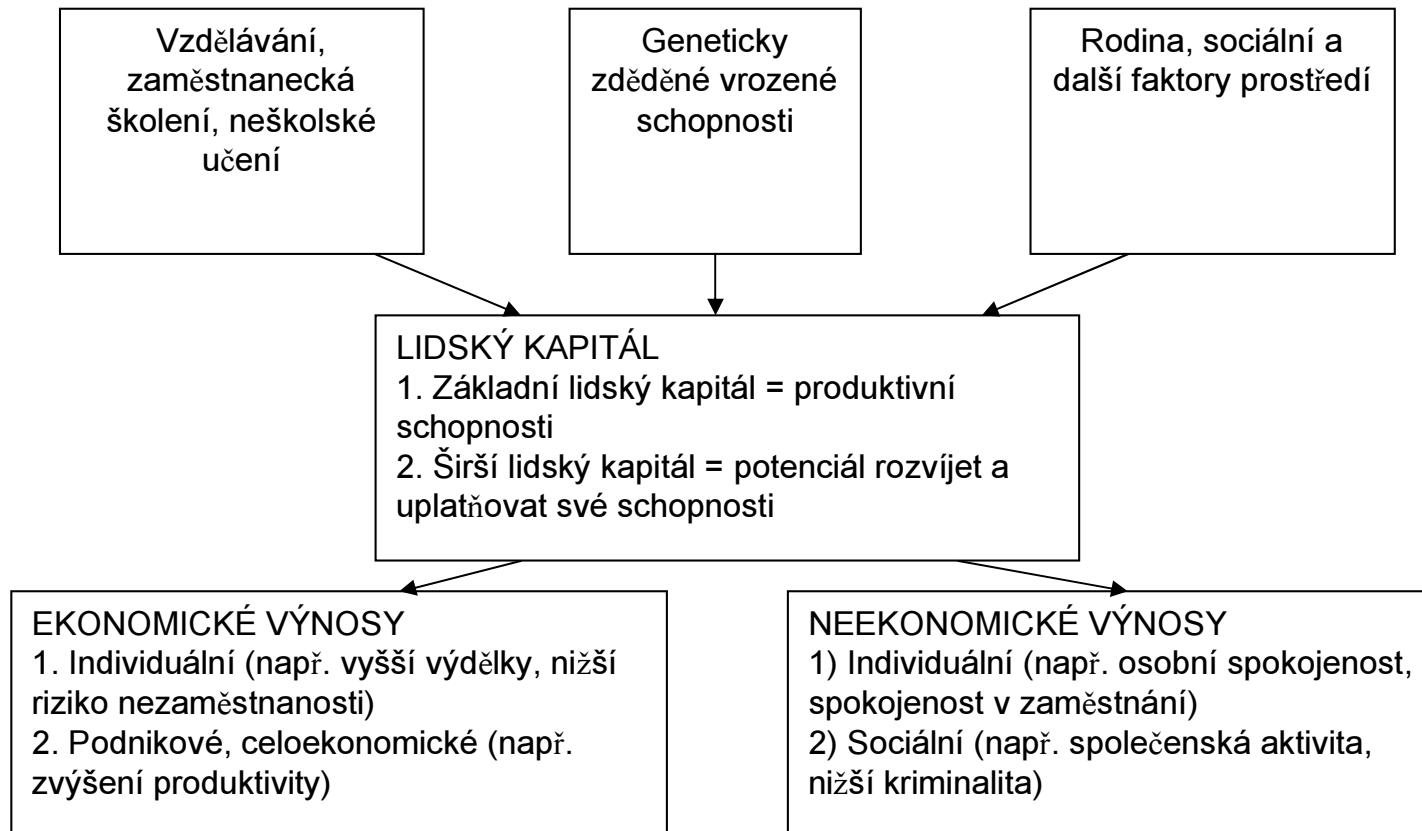 Vzdělávání,
zaměstnanecká
školení, neškolské
učení
Geneticky
zděděné vrozené
schopnosti
Rodina, sociální a
další faktory prostředí
LIDSKÝ KAPITÁL
1. Základní lidský kapitál = produktivní
schopnosti
2. Širší lidský kapitál = potenciál rozvíjet a
uplatňovat své schopnosti
EKONOMICKÉ VÝNOSY
1. Individuální (např. vyšší výdělky, nižší
riziko nezaměstnanosti)
2. Podnikové, celoekonomické (např.
zvýšení produktivity)
NEEKONOMICKÉ VÝNOSY
1) Individuální (např. osobní spokojenost,
spokojenost v zaměstnání)
2) Sociální (např. společenská aktivita,
nižší kriminalita)